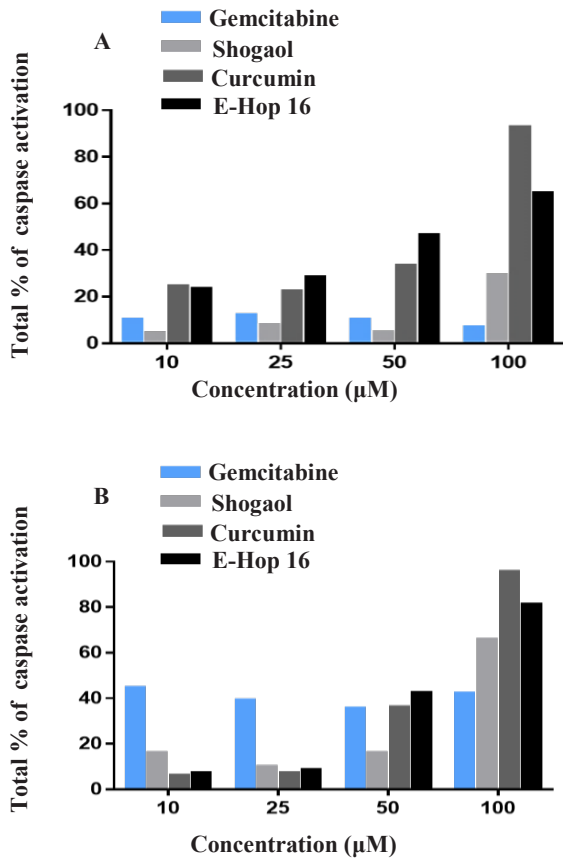 A
Gemcitabine
Shogaol
Curcumin
E-Hop 16
Total % of caspase activation
100
80
60
40
20
0
10 25 50 100
Concentration (µM)
B
Gemcitabine
Shogaol
Curcumin
E-Hop 16
Total % of caspase activation
100
80
60
40
20
0
10 25 50 100
Concentration (µM)